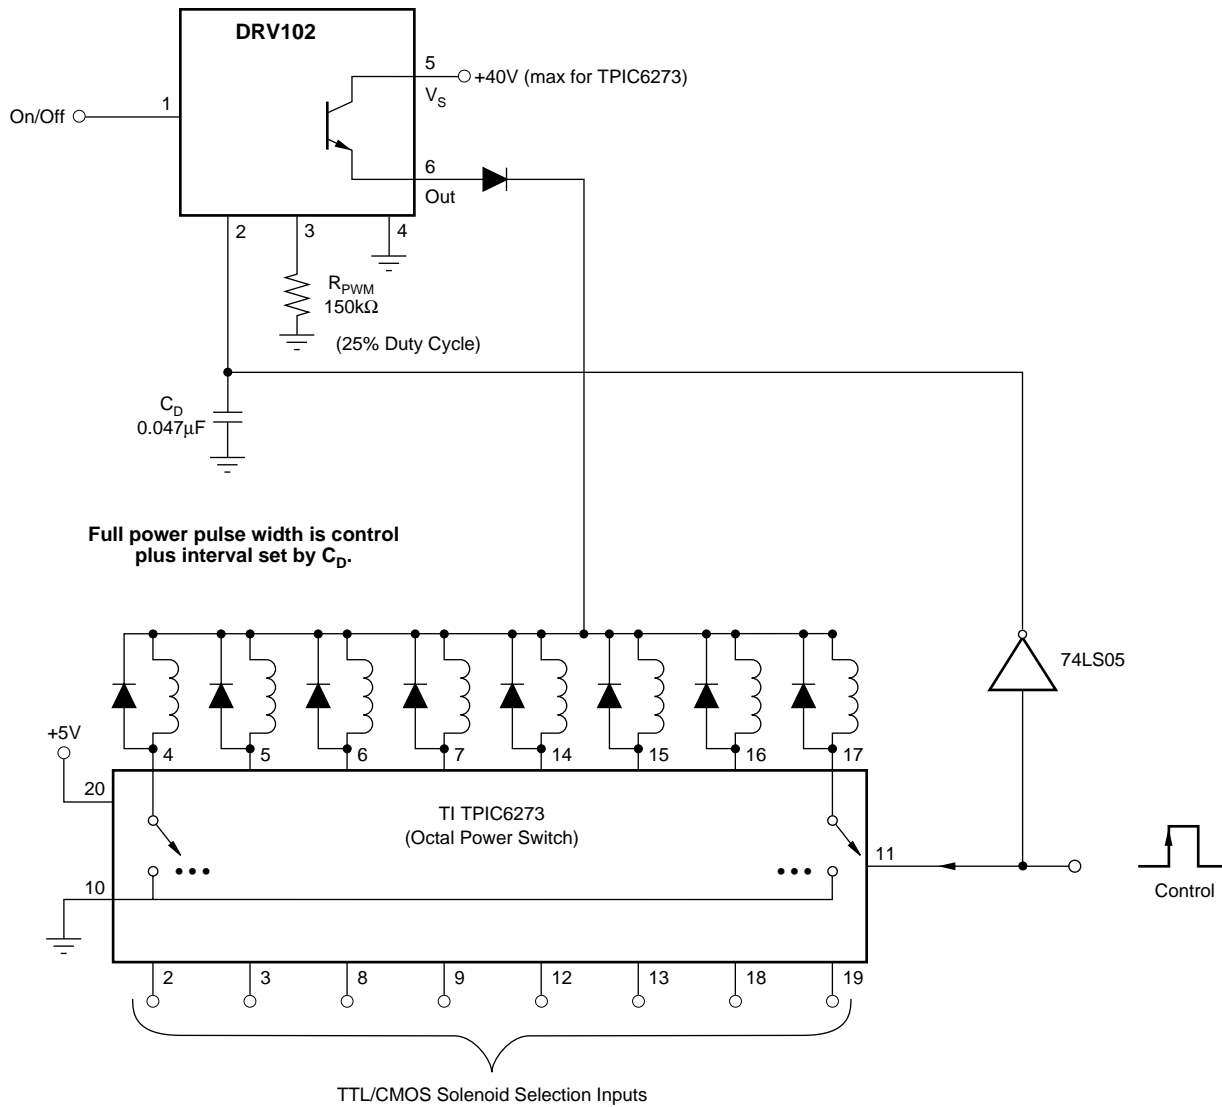 DRV102
5
+40V (max for TPIC6273)
V_S
On/Off
1
6
Out
2
3
4
R_PWM
150kΩ
(25% Duty Cycle)
C_D
0.047µF
Full power pulse width is control
plus interval set by C_D.
74LS05
+5V
4
5
6
7
14
15
16
17
20
TI TPIC6273
(Octal Power Switch)
11
10
Control
2
3
8
9
12
13
18
19
TTL/CMOS Solenoid Selection Inputs